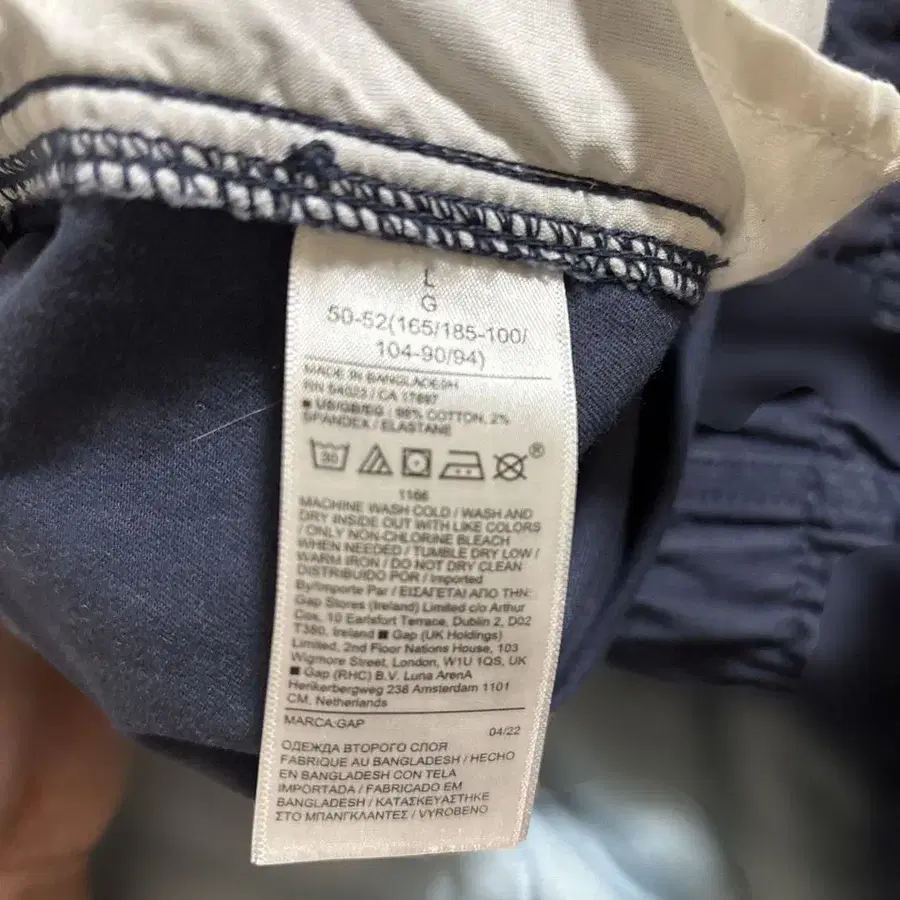 L
G
50-52(165/185-100/
104-90/94)
MADE IN BANGLADESH
RN 54023 / CA 17897
■ US/GB/EG : 98% COTTON, 2%
SPANDEX / ELASTANE
30 ®
1166
MACHINE WASH COLD / WASH AND
DRY INSIDE OUT WITH LIKE COLORS
/ ONLY NON-CHLORINE BLEACH
WHEN NEEDED / TUMBLE DRY LOW /
WARM IRON / DO NOT DRY CLEAN
DISTRIBUIDO POR / Imported
By/Importe Par / ΕΙΣΑΓΕΤΑΙ ΑΠΟ ΤΗΝ:
Gap Stores (Ireland) Limited c/o Arthur
Cox, 10 Earlsfort Terrace, Dublin 2, D02
T380, Ireland ■ Gap (UK Holdings)
Limited, 2nd Floor Nations House, 103
Wigmore Street, London, W1U 1QS, UK
■ Gap (RHC) B.V. Luna ArenA
Herikerbergweg 238 Amsterdam 1101
CM, Netherlands
MARCA:GAP
04/22
ОДЕЖДА ВТОРОГО СЛОЯ
FABRIQUE AU BANGLADESH / HECHO
EN BANGLADESH CON TELA
IMPORTADA / FABRICADO EM
BANGLADESH / ΚΑΤΑΣΚΕΥΑΣΤΗΚΕ
ΣΤΟ ΜΠΑΝΓΚΛΑΝΤΕΣ / VYROBENO